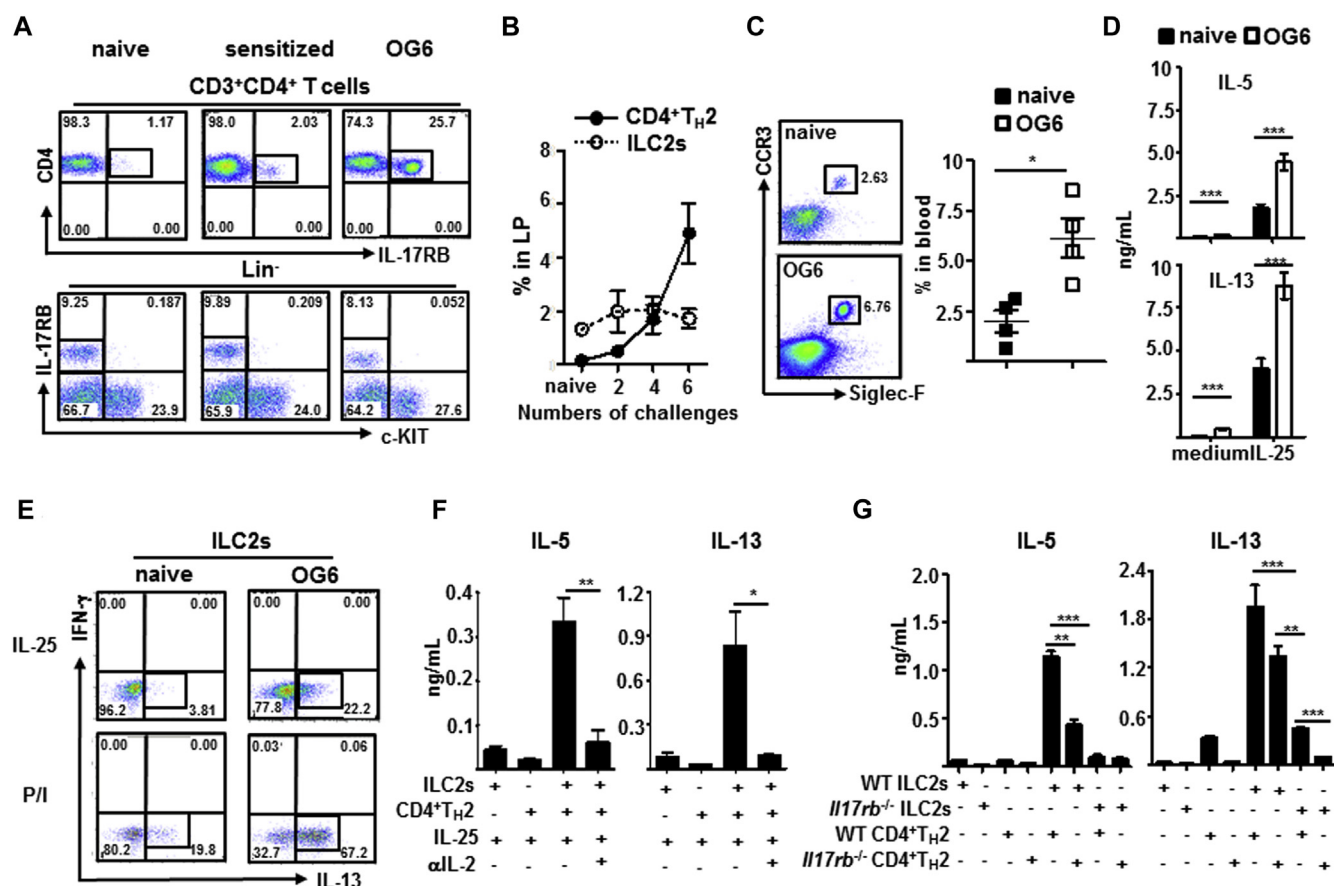 A
naive sensitized OG6
CD3+CD4+ T cells
98.3 1.17 98.0 2.03 74.3 25.7
CD4
0.00 0.00 0.00 0.00 0.00 0.00
IL-17RB
Lin-
9.25 0.187 9.89 0.209 8.13 0.052
IL-17RB
66.7 23.9 65.9 24.0 64.2 27.6
c-KIT
B
CD4+TH2
ILC2s
8
6
4
2
0
% in LP
naive 2 4 6
Numbers of challenges
C
naive
2.63
CCR3
OG6
6.76
Siglec-F
naive
OG6
*
10
7.5
5.0
2.5
% in blood
D
naive OG6
10
7.5
5.0
2.5
IL-5
***
***
ng/mL
10
7.5
5.0
2.5
IL-13
***
***
mediumIL-25
E
ILC2s
naive OG6
IFN-γ
IL-25
0.00 0.00 0.00 0.00
96.2 3.81 77.8 22.2
P/I
0.00 0.00 0.03' 0.06
80.2 19.8 32.7 67.2
IL-13
F
IL-5 IL-13
0.4
0.3
0.2
0.1
ng/mL
**
1.2
0.9
0.6
0.3
*
ILC2s + - + + + - + +
CD4+TH2 - + + + - + + +
IL-25 + + + + + + + +
αIL-2 - - - + - - - +
G
IL-5 IL-13
2.0
1.5
1.0
0.5
ng/mL
***
**
2.4
1.8
1.2
0.6
***
**
***
WT ILC2s + - - - + + - - + - - - + + - -
Il17rb-/- ILC2s - + - - - - + + - + - - - - + +
WT CD4+TH2 - - + - + - + - - - + - + - + -
Il17rb-/- CD4+TH2 - - - + - + - + - - - + - + - +